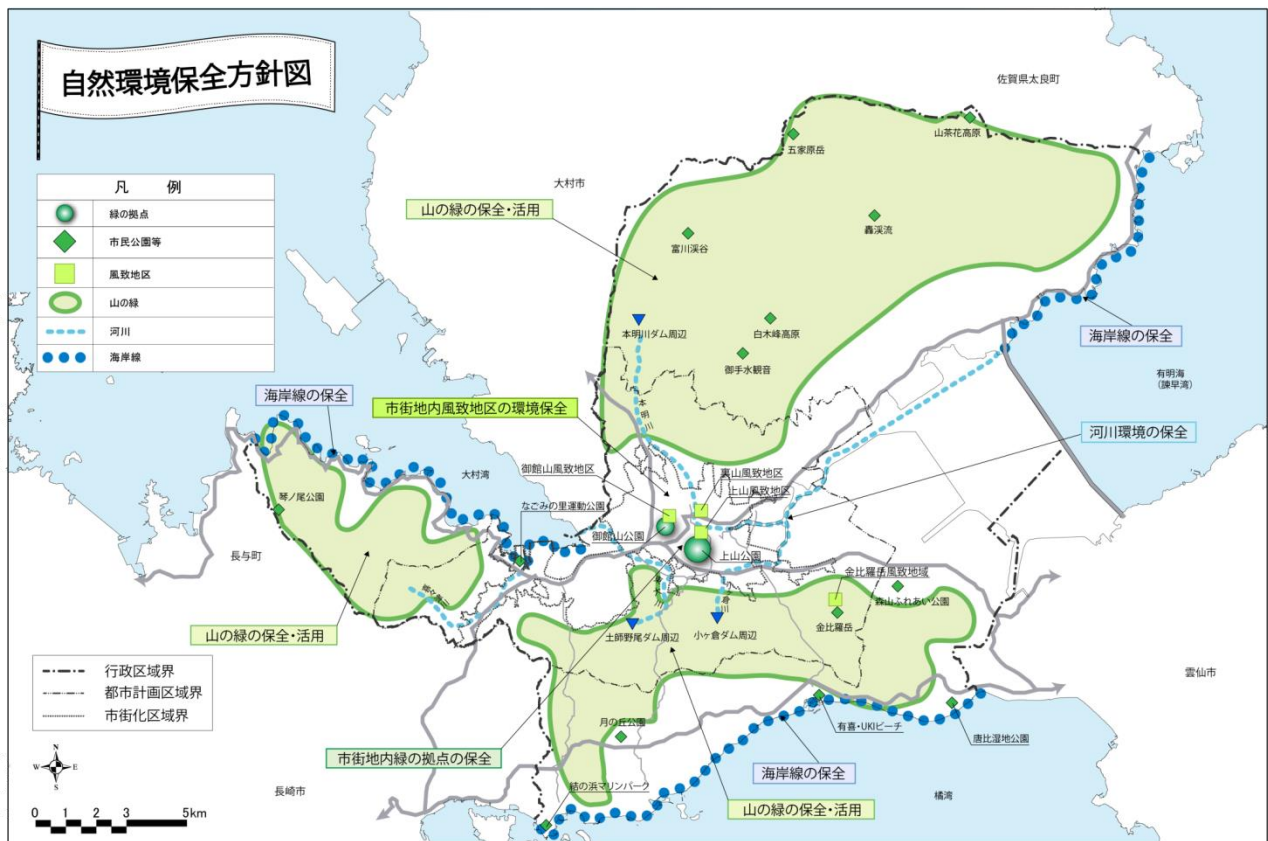 自然環境保全方針図
凡　例
緑の拠点
市民公園等
風致地区
山の緑
河川
海岸線
佐賀県太良町
山茶花高原
五家原岳
大村市
山の緑の保全・活用
富川渓谷
轟渓流
本明川ダム周辺
白木峰高原
御手水観音
海岸線の保全
有明海
(諫早湾)
海岸線の保全
市街地内風致地区の環境保全
本明川
河川環境の保全
大村湾
御館山風致地区
裏山風致地区
上山風致地区
琴ノ尾公園
なごみの里運動公園
御館山公園
上山公園
長与町
金比羅岳風致地域
森山ふれあい公園
金比羅岳
山の緑の保全・活用
土師野尾ダム周辺
小ヶ倉ダム周辺
行政区域界
都市計画区域界
市街化区域界
雲仙市
月の丘公園
有喜・UKIビーチ
唐比湿地公園
市街地内緑の拠点の保全
海岸線の保全
結の浜マリンパーク
山の緑の保全・活用
橘湾
長崎市
N
W
E
S
0 1 2 3 5km